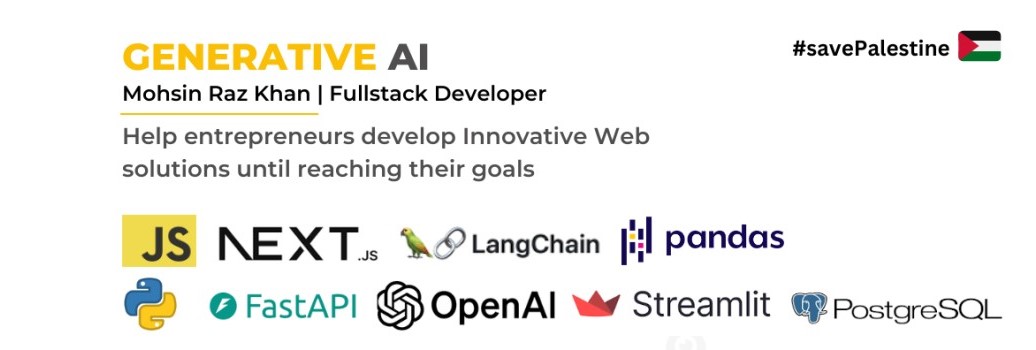 GENERATIVE AI
#savePalestine
Mohsin Raz Khan | Fullstack Developer
Help entrepreneurs develop Innovative Web
solutions until reaching their goals
JS NEXT.JS LangChain pandas
FastAPI OpenAI Streamlit PostgreSQL